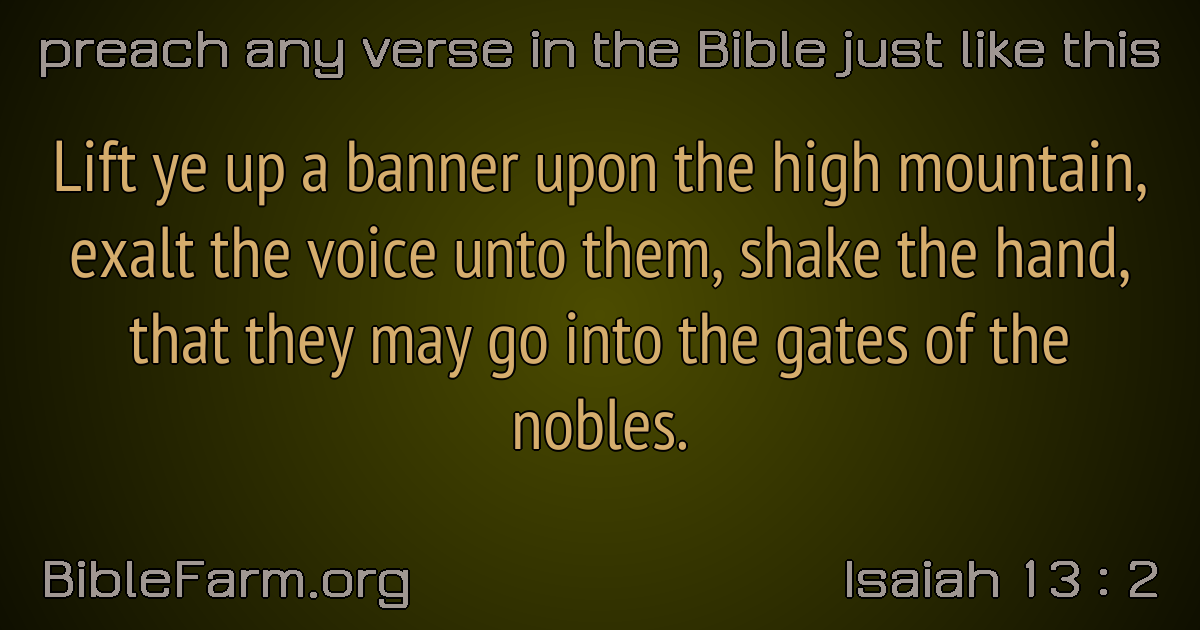 preach any verse in the Bible just like this
Lift ye up a banner upon the high mountain,
exalt the voice unto them, shake the hand,
that they may go into the gates of the
nobles.
BibleFarm.org
Isaiah 13 : 2